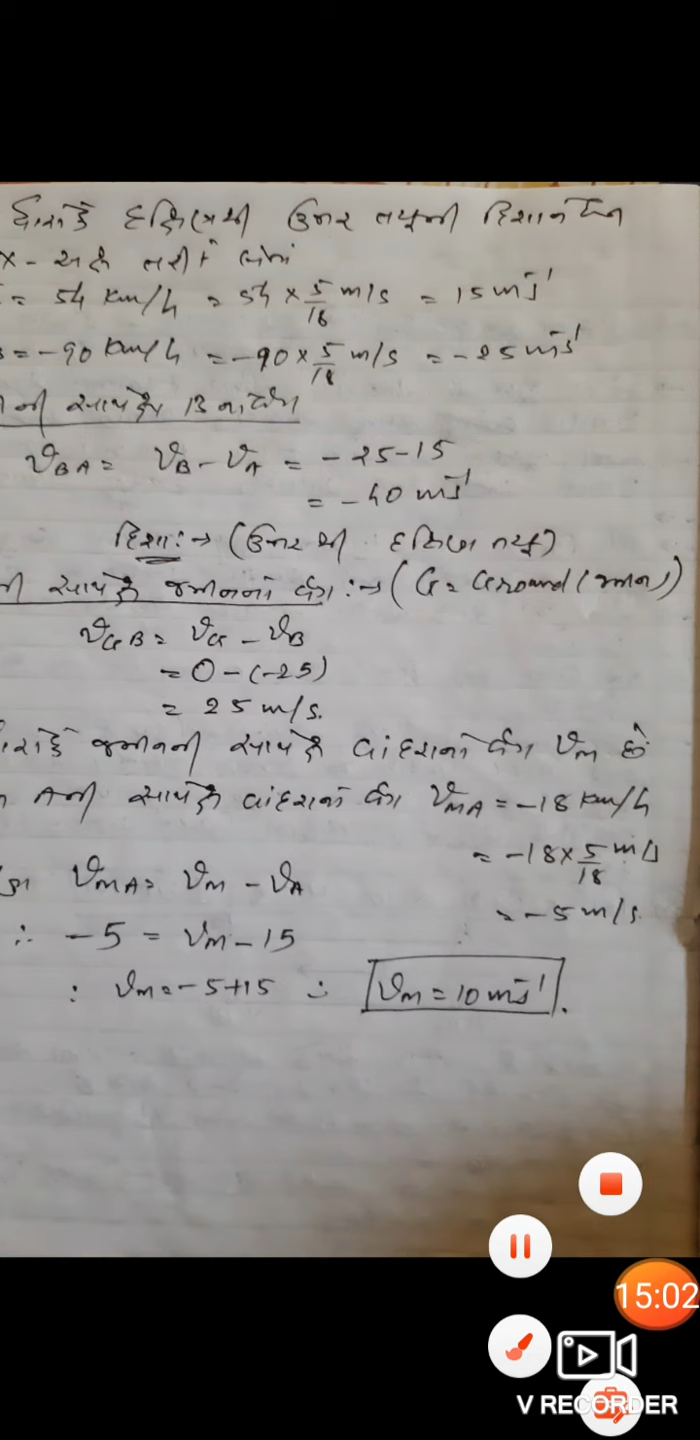 ધારો કે દક્ષિણથી ઉત્તર તરફની દિશાને ધન
x - અક્ષ તરીકે લેતાં
= 54 km/h = 54 × 5/18 m/s = 15 ms⁻¹
= -90 km/h = -90 × 5/18 m/s = -25 ms⁻¹
ની સાપેક્ષે B નો વેગ
v_BA = v_B - v_A = -25-15
= -40 ms⁻¹
દિશા :→ (ઉત્તર થી દક્ષિણ તરફ)
ની સાપેક્ષે જમીનનો વેગ :→ (G = Ground (જમીન))
v_GB = v_G - v_B
= 0 - (-25)
= 25 m/s.
ધારો કે જમીનની સાપેક્ષે વાંદરાનો વેગ v_M છે
A ની સાપેક્ષે વાંદરાનો વેગ v_MA = -18 km/h
= -18 × 5/18 m/s
= -5 m/s.
v_MA = v_M - v_A
∴ -5 = v_M - 15
: v_M = -5+15 ∴ v_M = 10 ms⁻¹.
15:02
V RECORDER